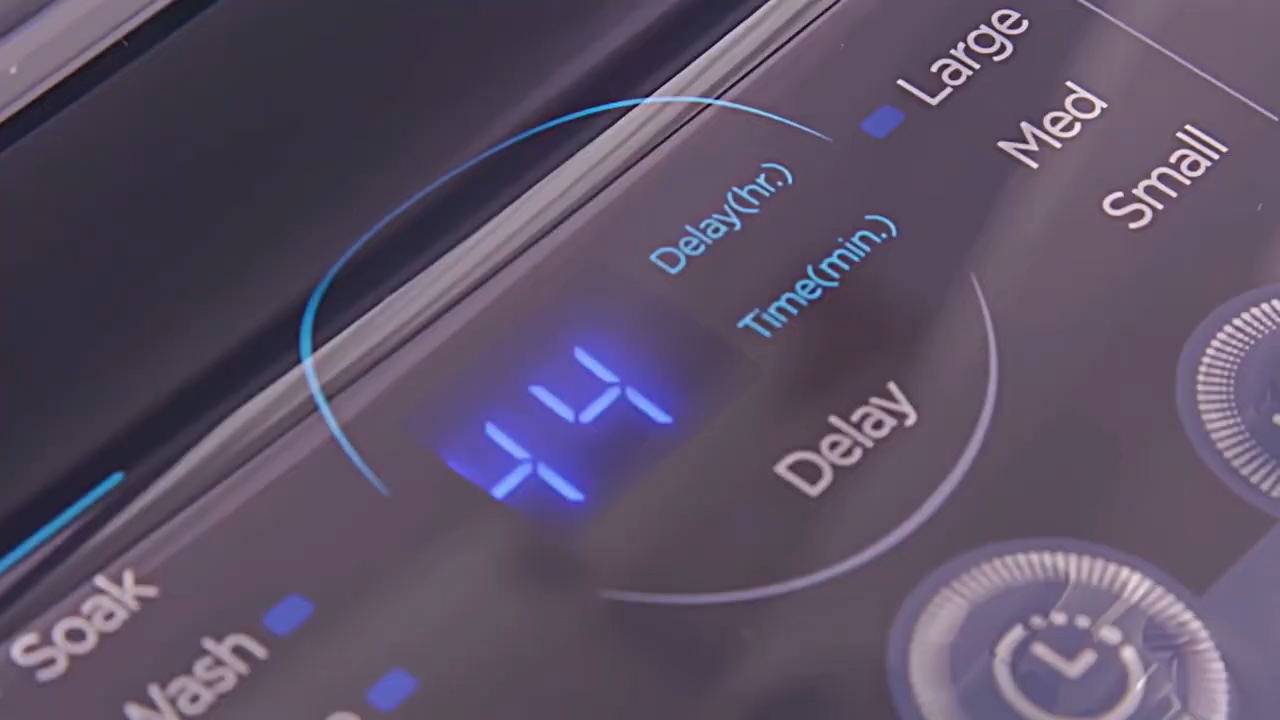 Large
Med
Small
Delay(hr.)
Time(min.)
44
Delay
Soak
Wash